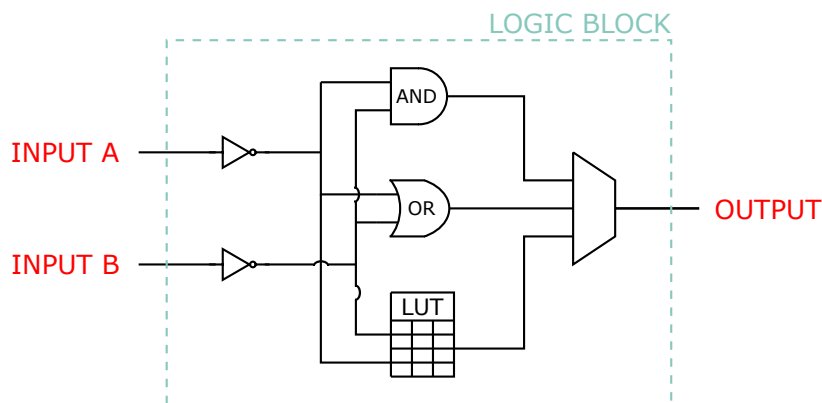 LOGIC BLOCK
AND
INPUT A
OR
OUTPUT
INPUT B
LUT